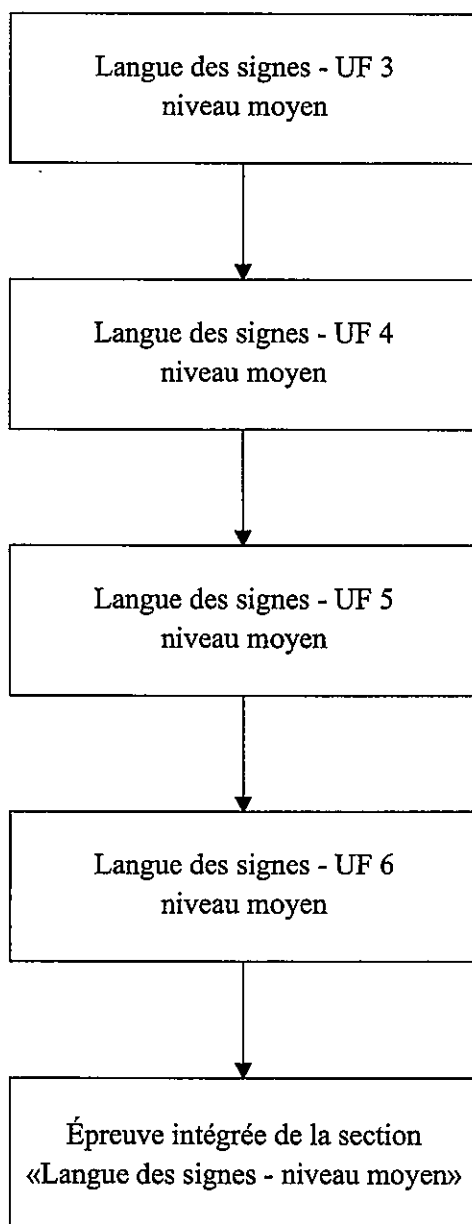 Langue des signes - UF 3
niveau moyen
Langue des signes - UF 4
niveau moyen
Langue des signes - UF 5
niveau moyen
Langue des signes - UF 6
niveau moyen
Épreuve intégrée de la section
«Langue des signes - niveau moyen»